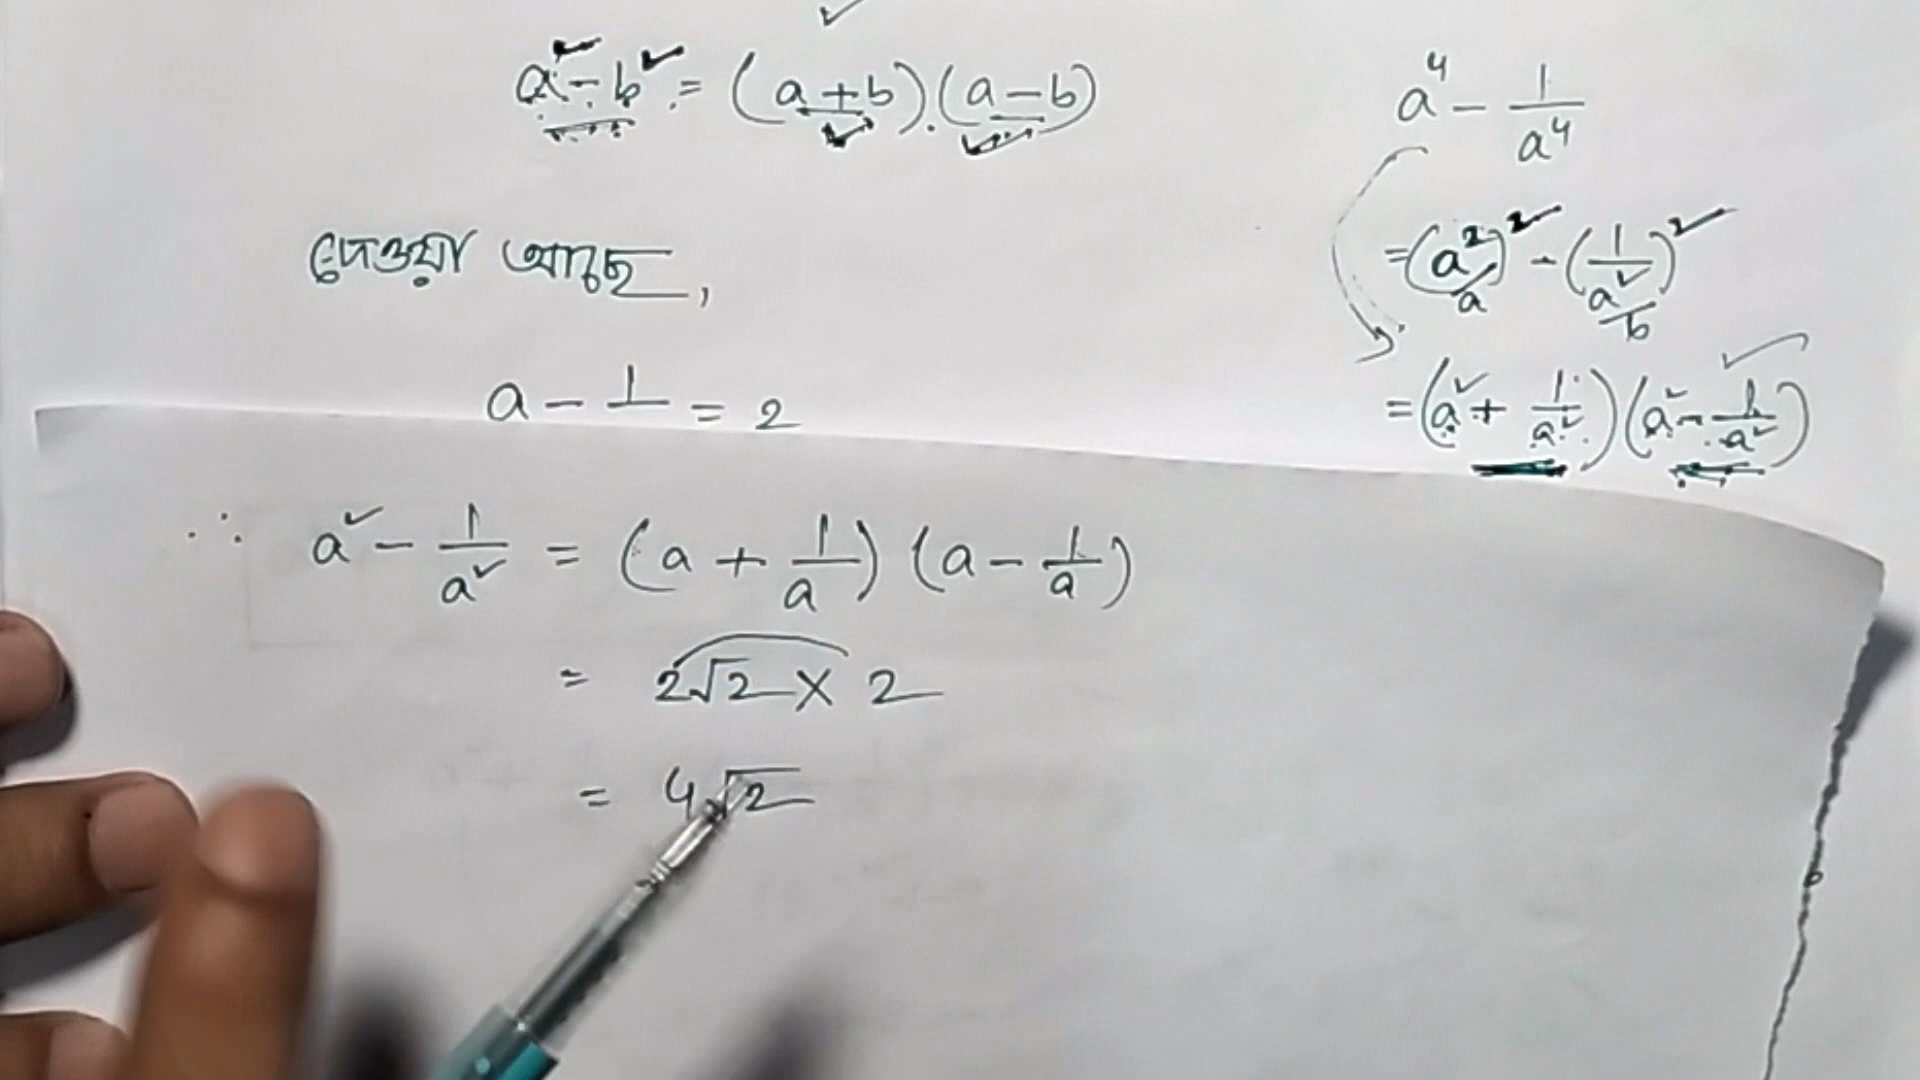 a² - b² = (a + b).(a - b)
দেওয়া আছে,
a - 1 = 2
∴ a² - 1/a² = (a + 1/a) (a - 1/a)
= 2√2 × 2
= 4√2
a⁴ - 1/a⁴
= (a²)² - (1/a²)²
a b
= (a² + 1/a²)(a² - 1/a²)